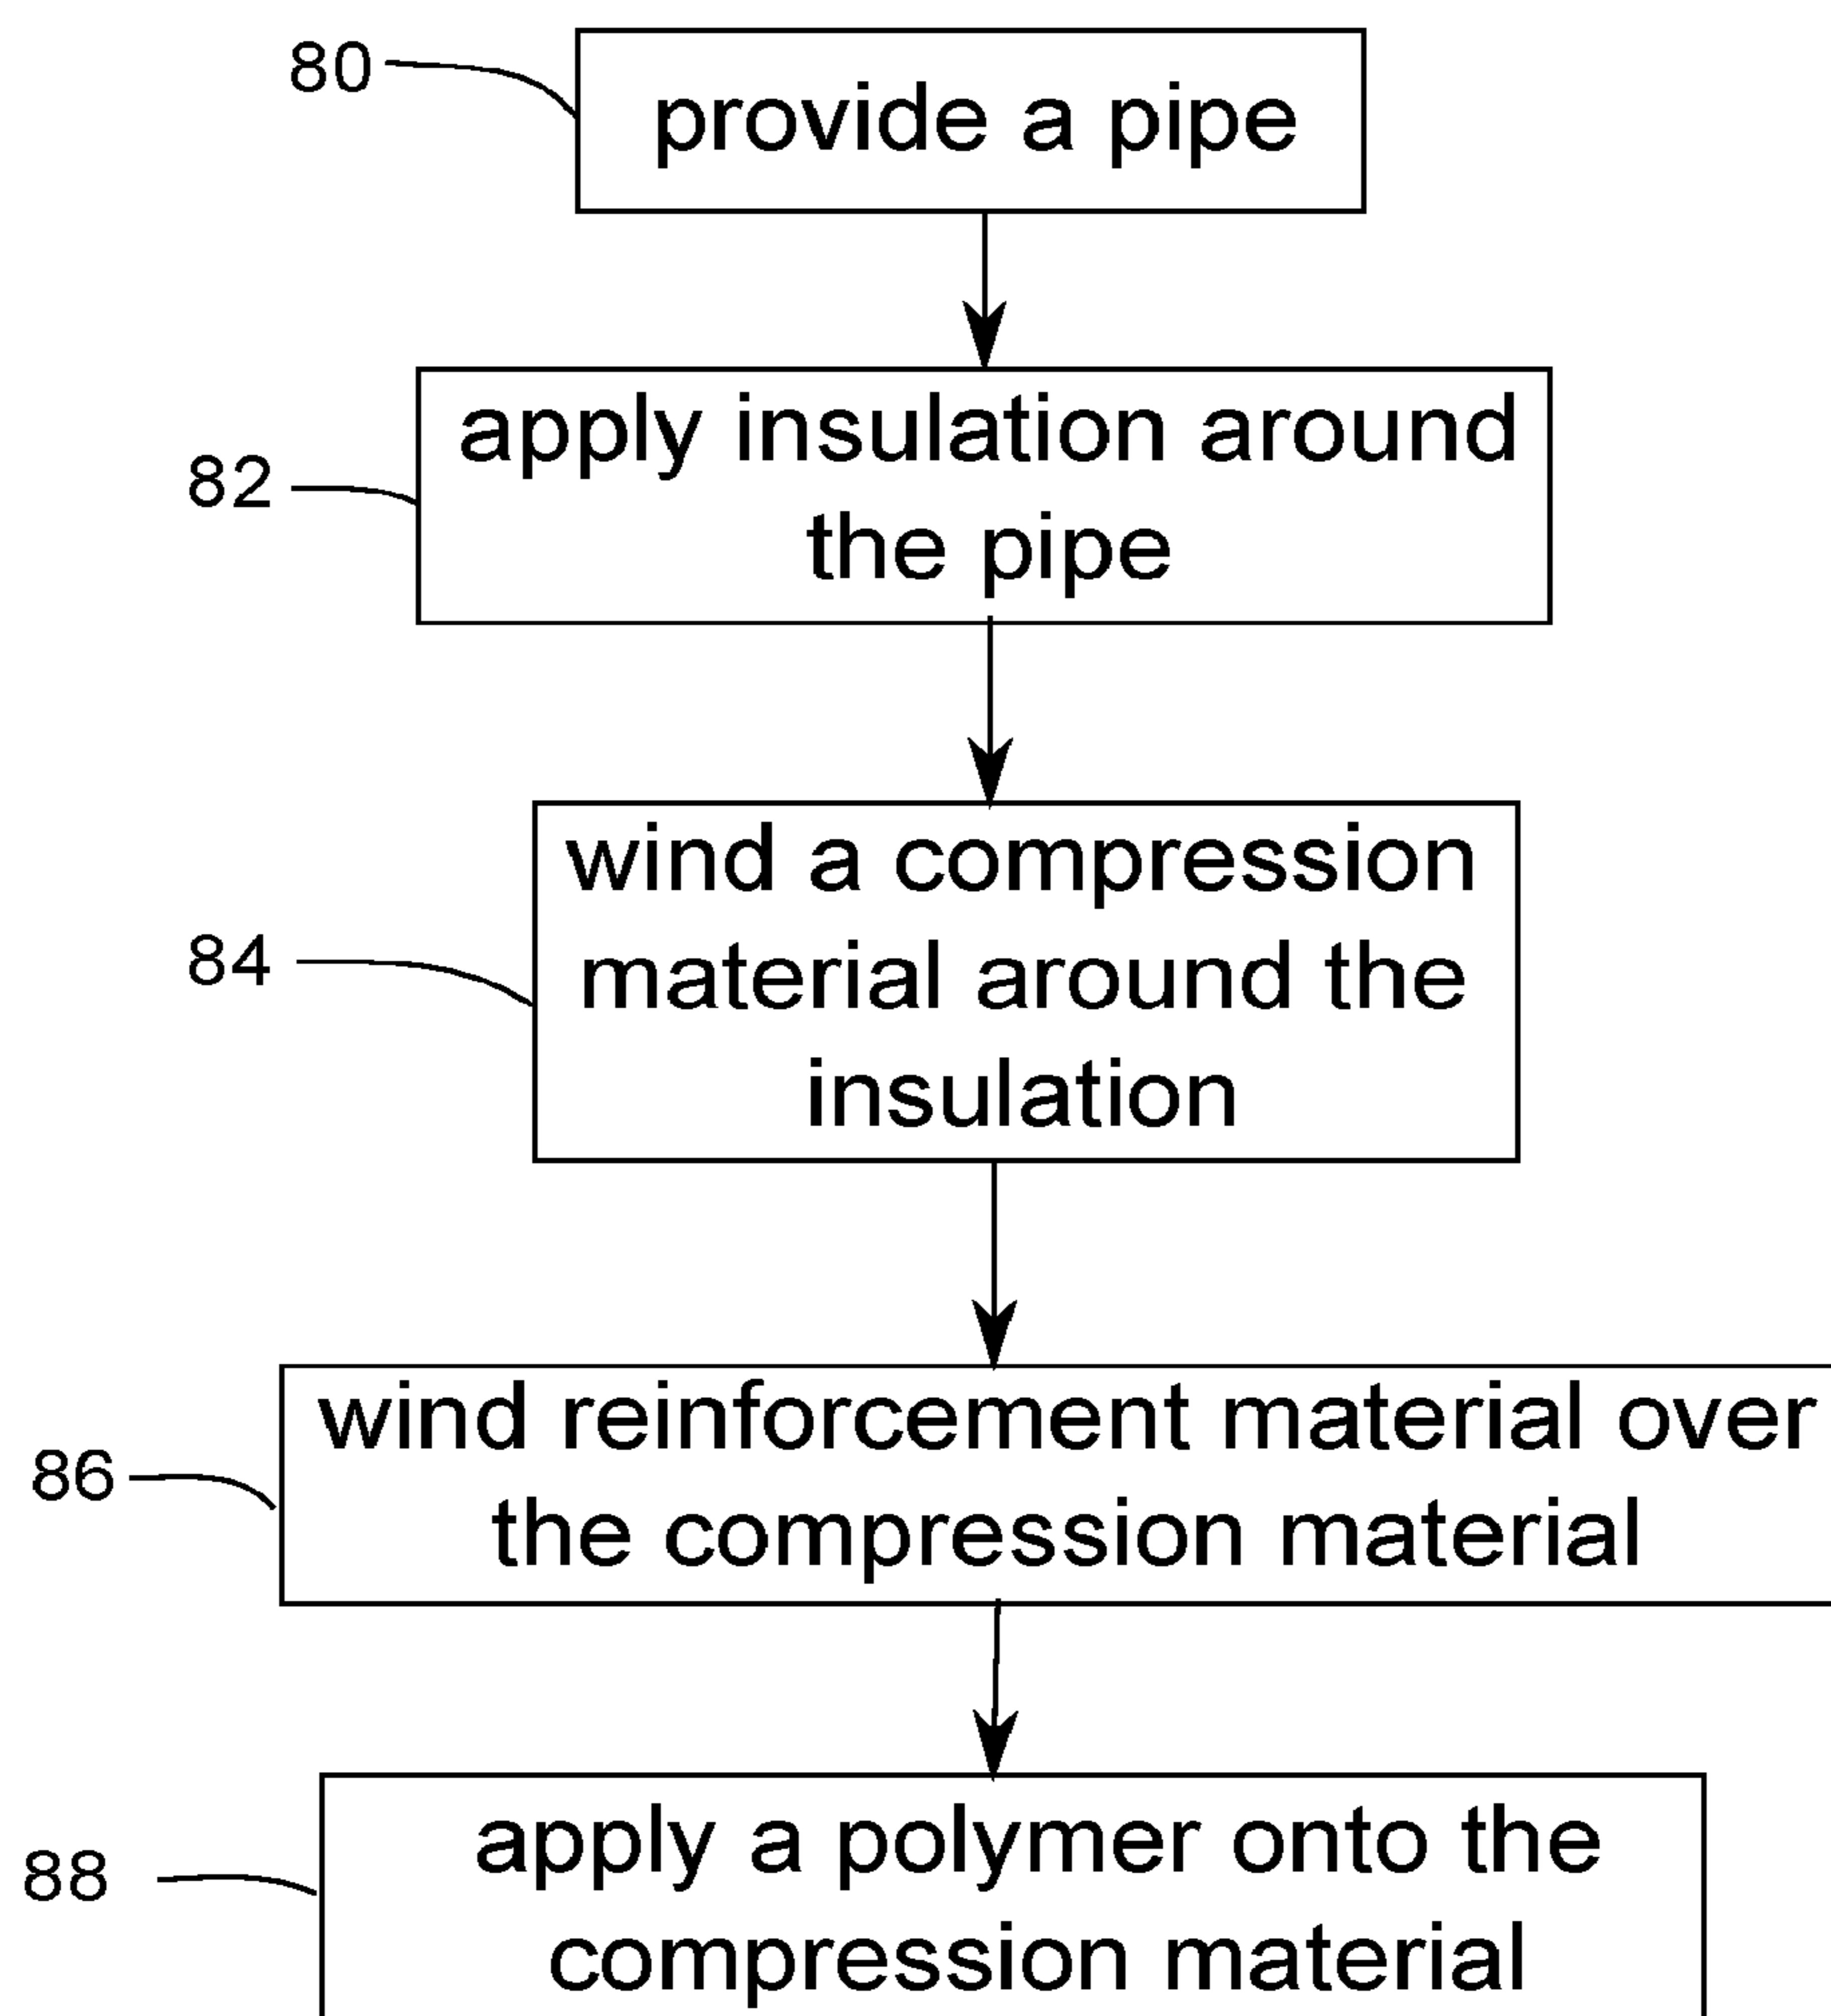 80
provide a pipe
apply insulation around
82
the pipe
wind a compression
84
material around the
insulation
wind reinforcement material over
86
the compression material
apply a polymer onto the
88
compression material